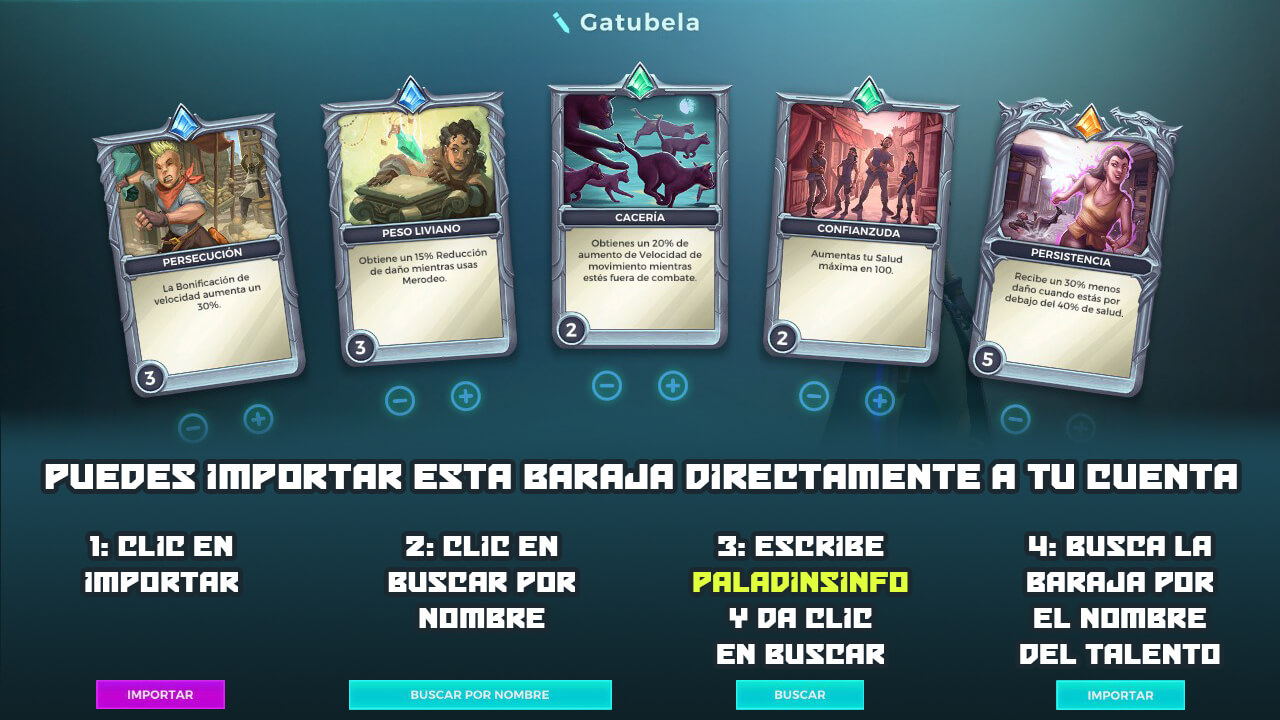 Gatubela
PERSECUCIÓN
La Bonificación de
velocidad aumenta un
30%.
3
PESO LIVIANO
Obtiene un 15% Reducción
de daño mientras usas
Merodeo.
3
CACERÍA
Obtienes un 20% de
aumento de Velocidad de
movimiento mientras
estés fuera de combate.
2
CONFIANZUDA
Aumentas tu Salud
máxima en 100.
2
PERSISTENCIA
Recibe un 30% menos
daño cuando estás por
debajo del 40% de salud.
5
PUEDES IMPORTAR ESTA BARAJA DIRECTAMENTE A TU CUENTA
1: CLIC EN
IMPORTAR
IMPORTAR
2: CLIC EN
BUSCAR POR
NOMBRE
BUSCAR POR NOMBRE
3: ESCRIBE
PALADINSINFO
Y DA CLIC
EN BUSCAR
BUSCAR
4: BUSCA LA
BARAJA POR
EL NOMBRE
DEL TALENTO
IMPORTAR